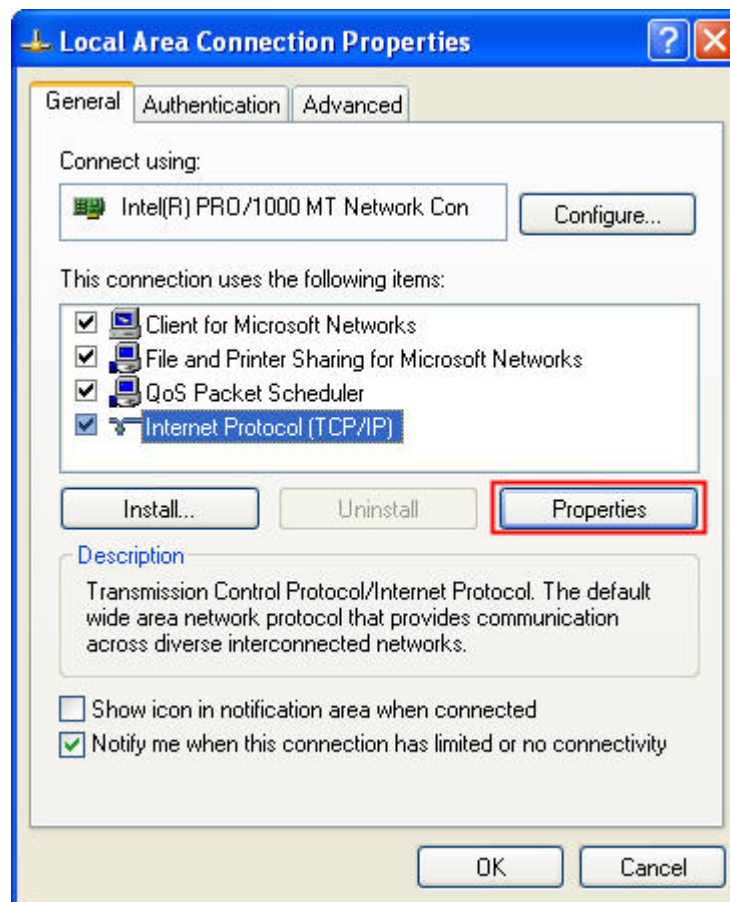 Local Area Connection Properties
General
Authentication
Advanced
Connect using:
Intel(R) PRO/1000 MT Network Con
Configure...
This connection uses the following items:
Client for Microsoft Networks
File and Printer Sharing for Microsoft Networks
QoS Packet Scheduler
Internet Protocol (TCP/IP)
Install...
Uninstall
Properties
Description
Transmission Control Protocol/Internet Protocol. The default
wide area network protocol that provides communication
across diverse interconnected networks.
Show icon in notification area when connected
Notify me when this connection has limited or no connectivity
OK
Cancel